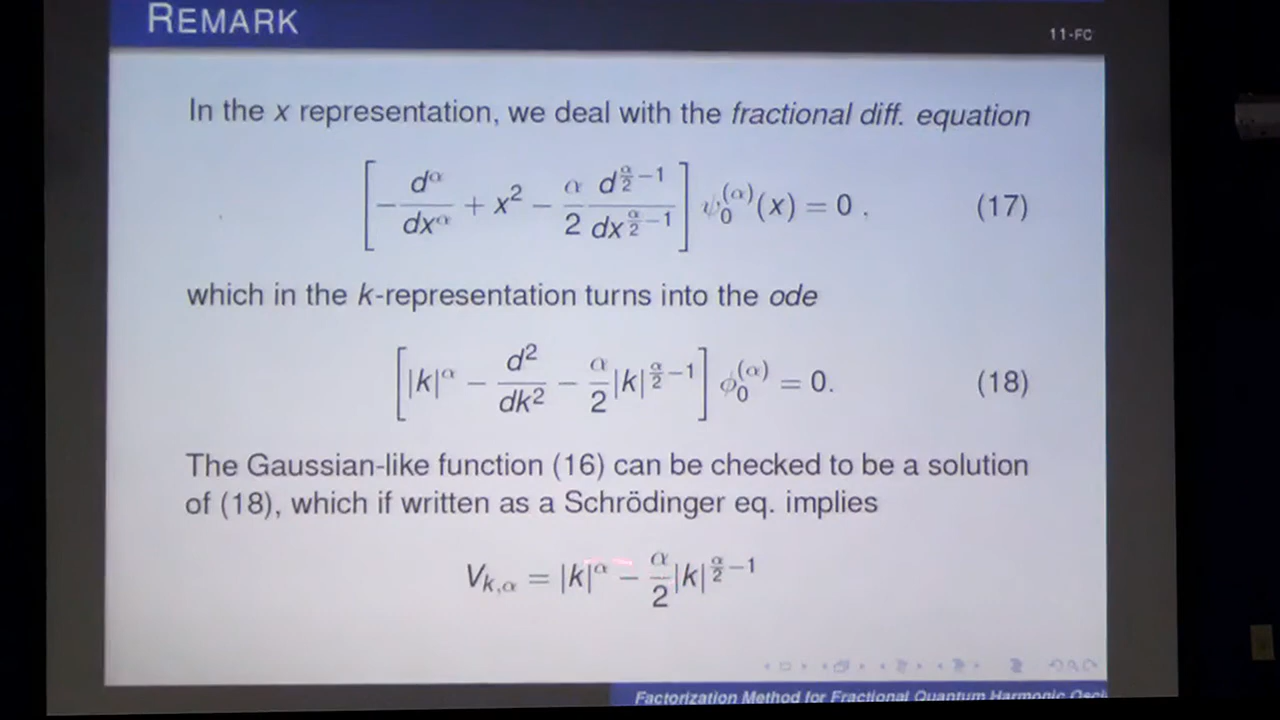 REMARK
11-FC
In the x representation, we deal with the fractional diff. equation
[−d^α/dx^α + x² − α/2 d^{α/2−1}/dx^{α/2−1}] ψ₀^(α)(x) = 0 , (17)
which in the k-representation turns into the ode
[|k|^α − d²/dk² − α/2 |k|^{α/2−1}] ϕ₀^(α) = 0. (18)
The Gaussian-like function (16) can be checked to be a solution
of (18), which if written as a Schrödinger eq. implies
V_{k,α} = |k|^α − α/2 |k|^{α/2−1}
Factorization Method for Fractional Quantum Harmonic Osci